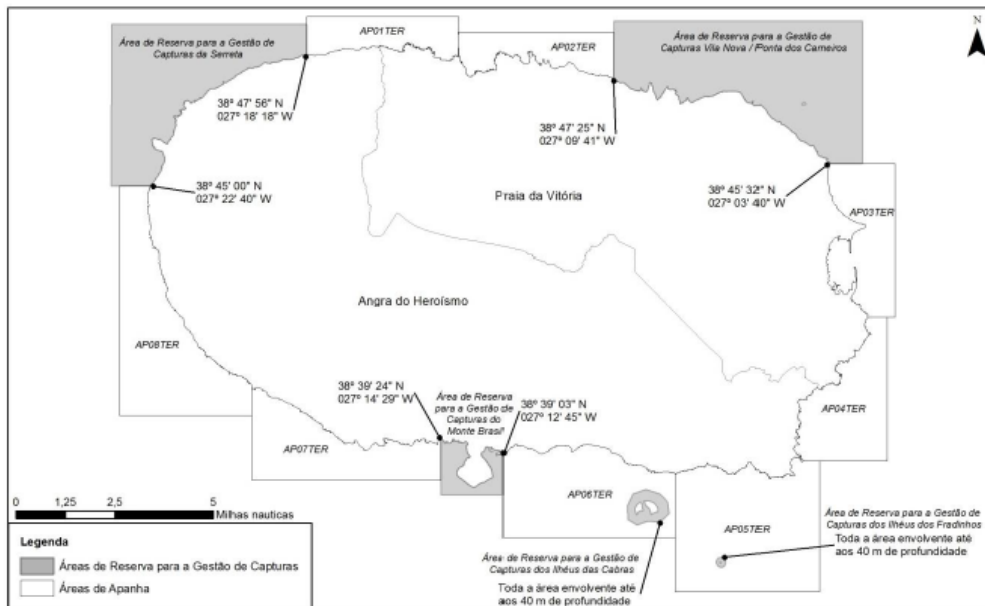 AP01TER
N
Área de Reserva para a Gestão de
Capturas da Serreta
AP02TER
Área de Reserva para a Gestão de
Capturas Vila Nova / Ponta dos Carneiros
38º 47' 56" N
027º 18' 18" W
38º 47' 25" N
027º 09' 41" W
38º 45' 00" N
027º 22' 40" W
Praia da Vitória
38º 45' 32" N
027º 03' 40" W
AP03TER
Angra do Heroísmo
AP08TER
38º 39' 24" N
027º 14' 29" W
Área de Reserva
para a Gestão de
Capturas do
Monte Brasil
38º 39' 03" N
027º 12' 45" W
AP04TER
AP07TER
AP06TER
AP05TER
Área de Reserva para a Gestão de
Capturas dos Ilhéus dos Fradinhos
Toda a área envolvente até
aos 40 m de profundidade
0 1,25 2,5 5
Milhas nauticas
Área de Reserva para a Gestão de
Capturas dos Ilhéus das Cabras
Toda a área envolvente até
aos 40 m de profundidade
Legenda
Áreas de Reserva para a Gestão de Capturas
Áreas de Apanha